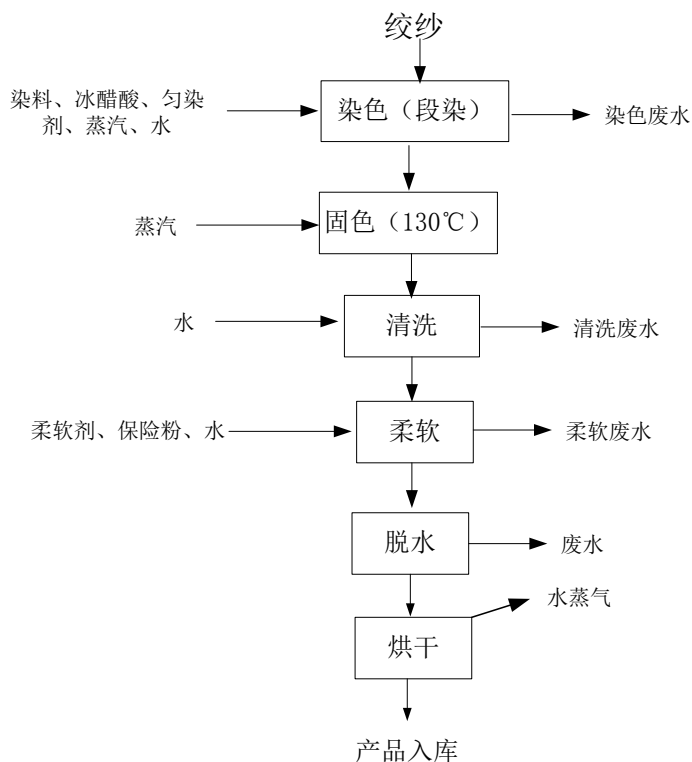 绞纱
染料、冰醋酸、匀染
剂、蒸汽、水
染色（段染）
染色废水
蒸汽
固色（130℃）
水
清洗
清洗废水
柔软剂、保险粉、水
柔软
柔软废水
脱水
废水
水蒸气
烘干
产品入库